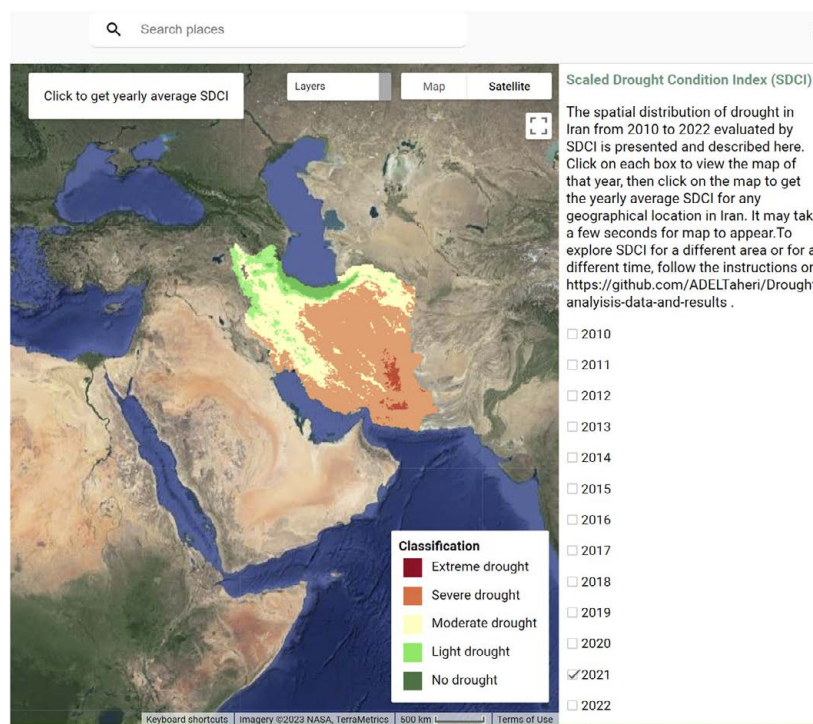 Search places
Click to get yearly average SDCI
Layers
Map
Satellite
Scaled Drought Condition Index (SDCI)
The spatial distribution of drought in
Iran from 2010 to 2022 evaluated by
SDCI is presented and described here.
Click on each box to view the map of
that year, then click on the map to get
the yearly average SDCI for any
geographical location in Iran. It may tak
a few seconds for map to appear.To
explore SDCI for a different area or for a
different time, follow the instructions on
https://github.com/ADELTaheri/Drought
analyisis-data-and-results .
2010
2011
2012
2013
2014
2015
2016
2017
2018
2019
2020
2021
2022
Classification
Extreme drought
Severe drought
Moderate drought
Light drought
No drought
Keyboard shortcuts
Imagery ©2023 NASA, TerraMetrics
500 km
Terms of Use